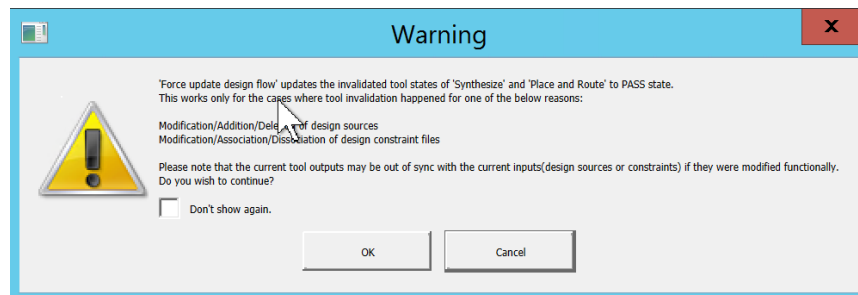 Warning
x
'Force update design flow' updates the invalidated tool states of 'Synthesize' and 'Place and Route' to PASS state.
This works only for the cases where tool invalidation happened for one of the below reasons:
Modification/Addition/Deletion of design sources
Modification/Association/Dissociation of design constraint files
Please note that the current tool outputs may be out of sync with the current inputs(design sources or constraints) if they were modified functionally.
Do you wish to continue?
Don't show again.
OK
Cancel